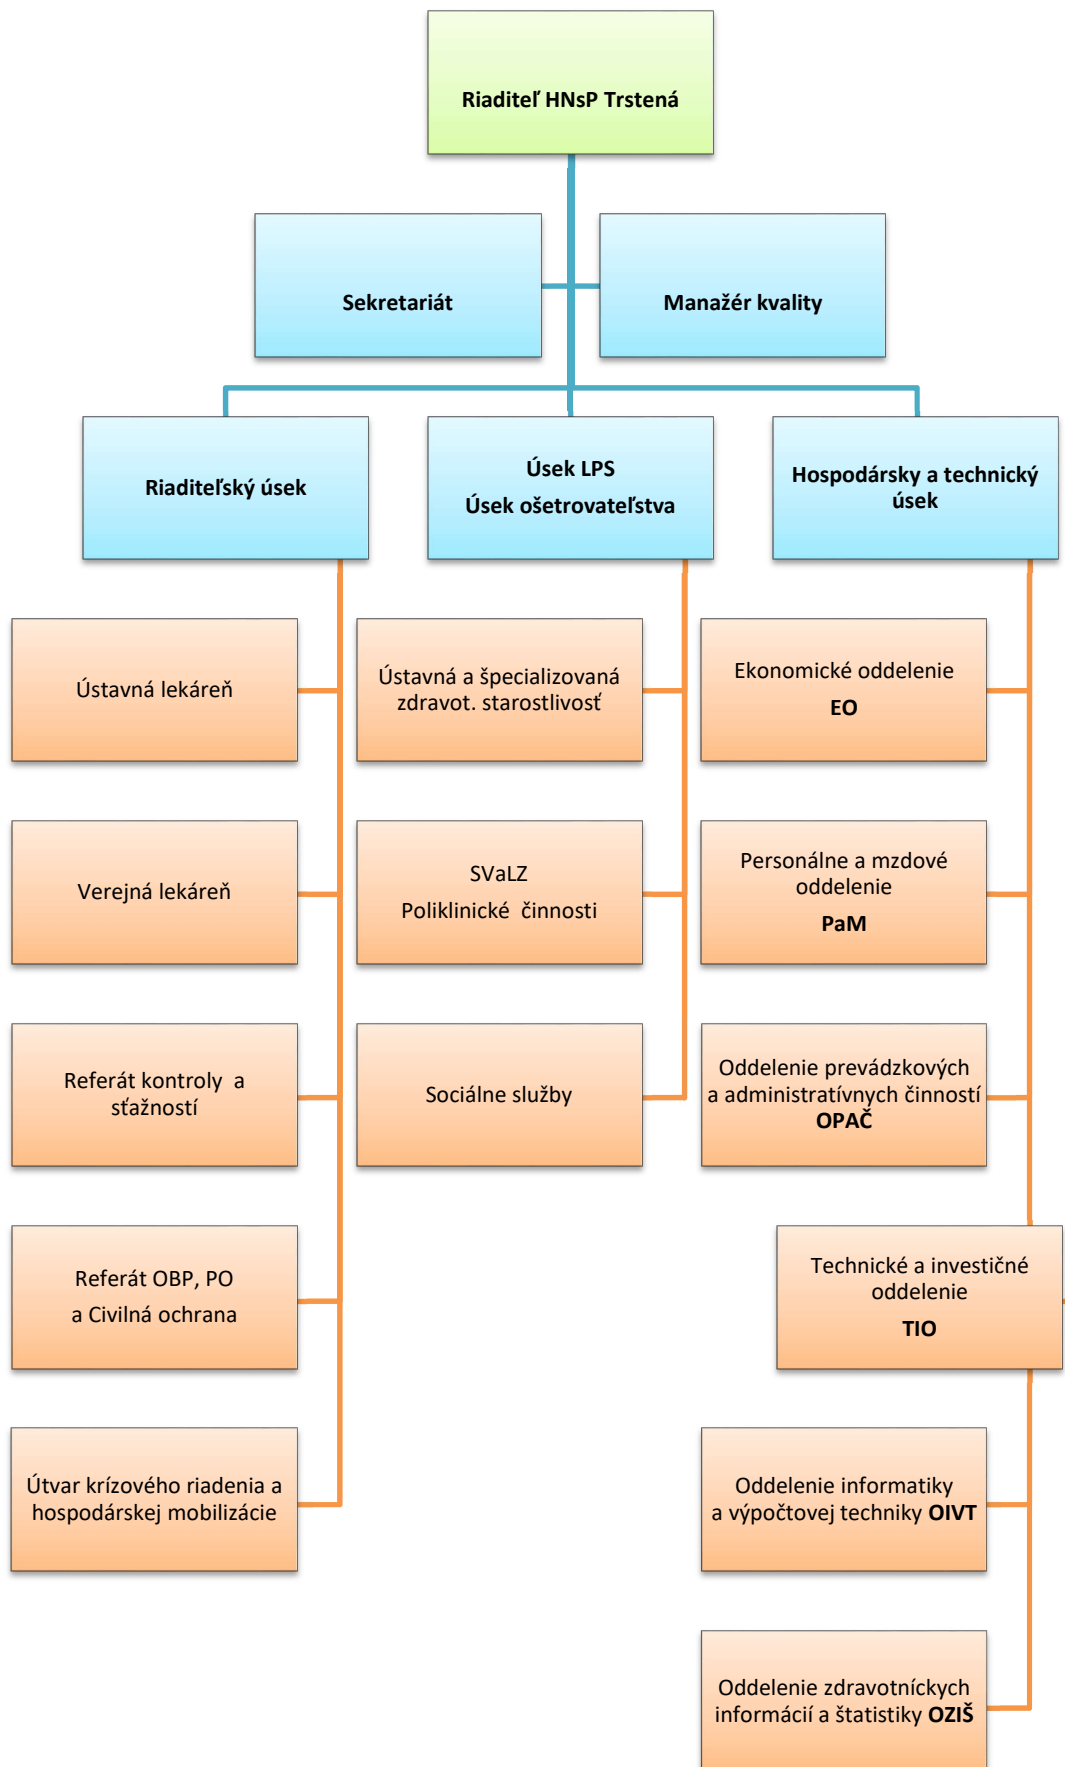 Riaditeľ HNsP Trstená
Sekretariát
Manažér kvality
Riaditeľský úsek
Úsek LPS
Úsek ošetrovateľstva
Hospodársky a technický
úsek
Ústavná lekáreň
Ústavná a špecializovaná
zdravot. starostlivosť
Ekonomické oddelenie
EO
Verejná lekáreň
SVaLZ
Poliklinické činnosti
Personálne a mzdové
oddelenie
PaM
Referát kontroly a
sťažností
Sociálne služby
Oddelenie prevádzkových
a administratívnych činností
OPAČ
Referát OBP, PO
a Civilná ochrana
Technické a investičné
oddelenie
TIO
Útvar krízového riadenia a
hospodárskej mobilizácie
Oddelenie informatiky
a výpočtovej techniky OIVT
Oddelenie zdravotníckych
informácií a štatistiky OZIŠ